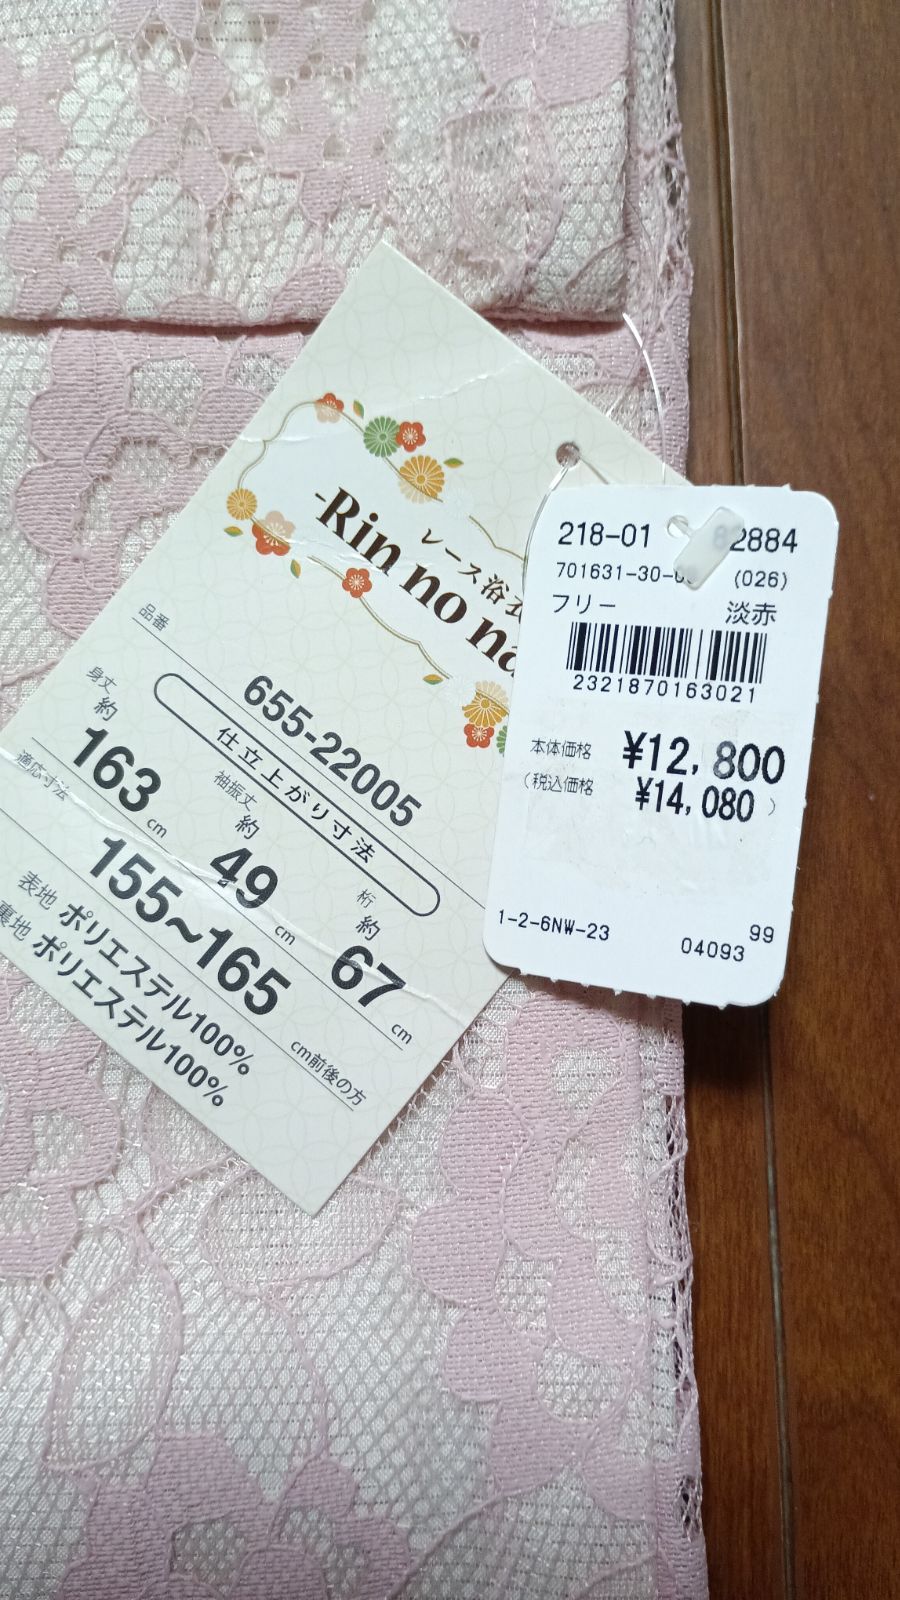 レース浴衣
-Rin no na
品番
655-22005
仕立上がり寸法
身丈
約
163 cm
袖振丈
約
49 cm
裄
約
67 cm
適応寸法
155~165 cm前後の方
表地 ポリエステル100%
裏地 ポリエステル100%
218-01 2884
701631-30-0 (026)
フリー 淡赤
2321870163021
本体価格 ¥12,800
(税込価格 ¥14,080)
1-2-6NW-23
99
04093